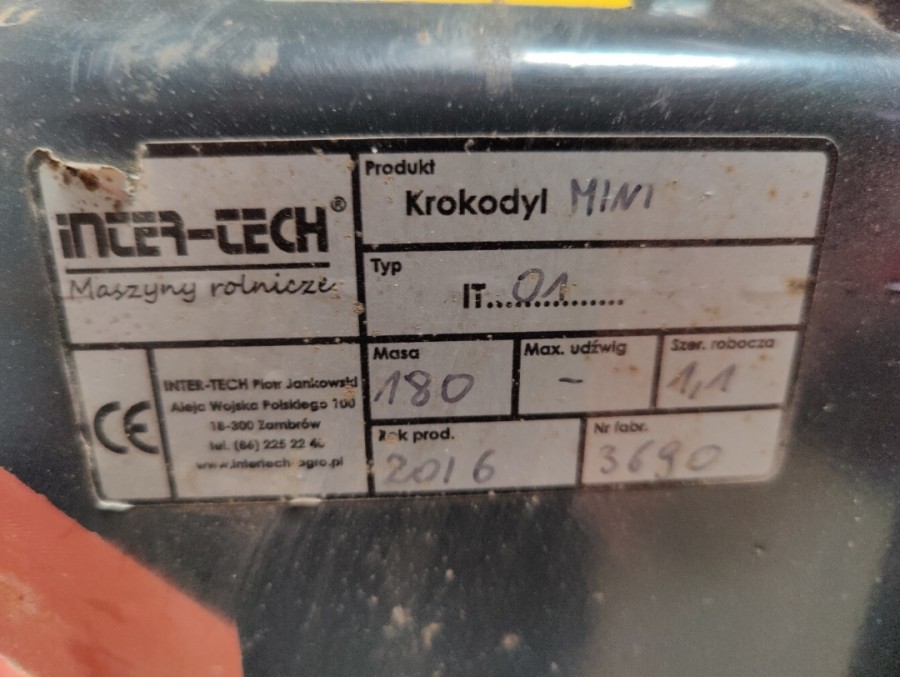 INTER-TECH®
Maszyny rolnicze
Produkt
Krokodyl MINI
Typ
IT..01...............
Masa
180
Max. udźwig
-
Szer. robocza
1,1
CE
INTER-TECH Piotr Jankowski
Aleja Wojska Polskiego 100
18-300 Zambrów
tel. (86) 225 22 40
www.intertech-agro.pl
Rok prod.
2016
Nr fabr.
3690